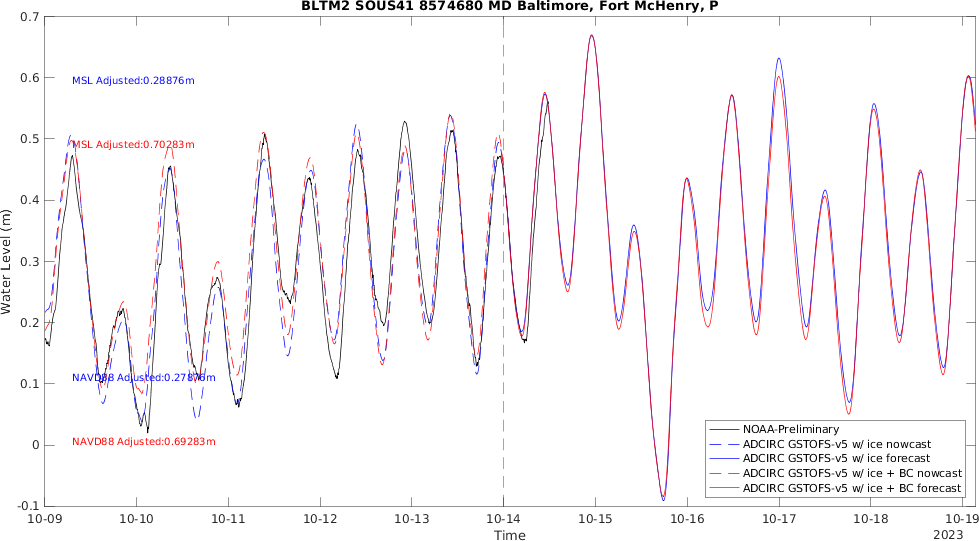 BLTM2 SOUS41 8574680 MD Baltimore, Fort McHenry, P
0.7
0.6
0.5
0.4
0.3
0.2
0.1
0
-0.1
Water Level (m)
MSL Adjusted:0.28876m
MSL Adjusted:0.70283m
NAVD88 Adjusted:0.27876m
NAVD88 Adjusted:0.69283m
NOAA-Preliminary
ADCIRC GSTOFS-v5 w/ ice nowcast
ADCIRC GSTOFS-v5 w/ ice forecast
ADCIRC GSTOFS-v5 w/ ice + BC nowcast
ADCIRC GSTOFS-v5 w/ ice + BC forecast
10-09 10-10 10-11 10-12 10-13 10-14 10-15 10-16 10-17 10-18 10-19
Time
2023